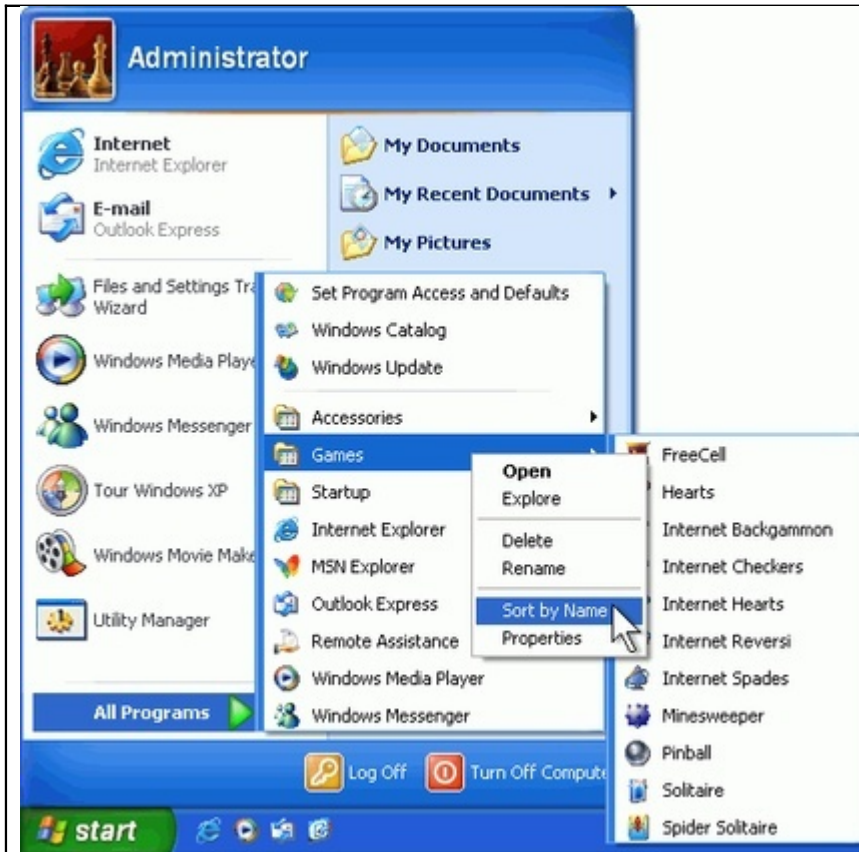 Administrator
Internet
Internet Explorer
E-mail
Outlook Express
Files and Settings Tra
Wizard
Windows Media Playe
Windows Messenger
Tour Windows XP
Windows Movie Make
Utility Manager
All Programs
My Documents
My Recent Documents
My Pictures
Set Program Access and Defaults
Windows Catalog
Windows Update
Accessories
Games
Startup
Internet Explorer
MSN Explorer
Outlook Express
Remote Assistance
Windows Media Player
Windows Messenger
Open
Explore
Delete
Rename
Sort by Name
Properties
FreeCell
Hearts
Internet Backgammon
Internet Checkers
Internet Hearts
Internet Reversi
Internet Spades
Minesweeper
Pinball
Solitaire
Spider Solitaire
Log Off
Turn Off Compute
start